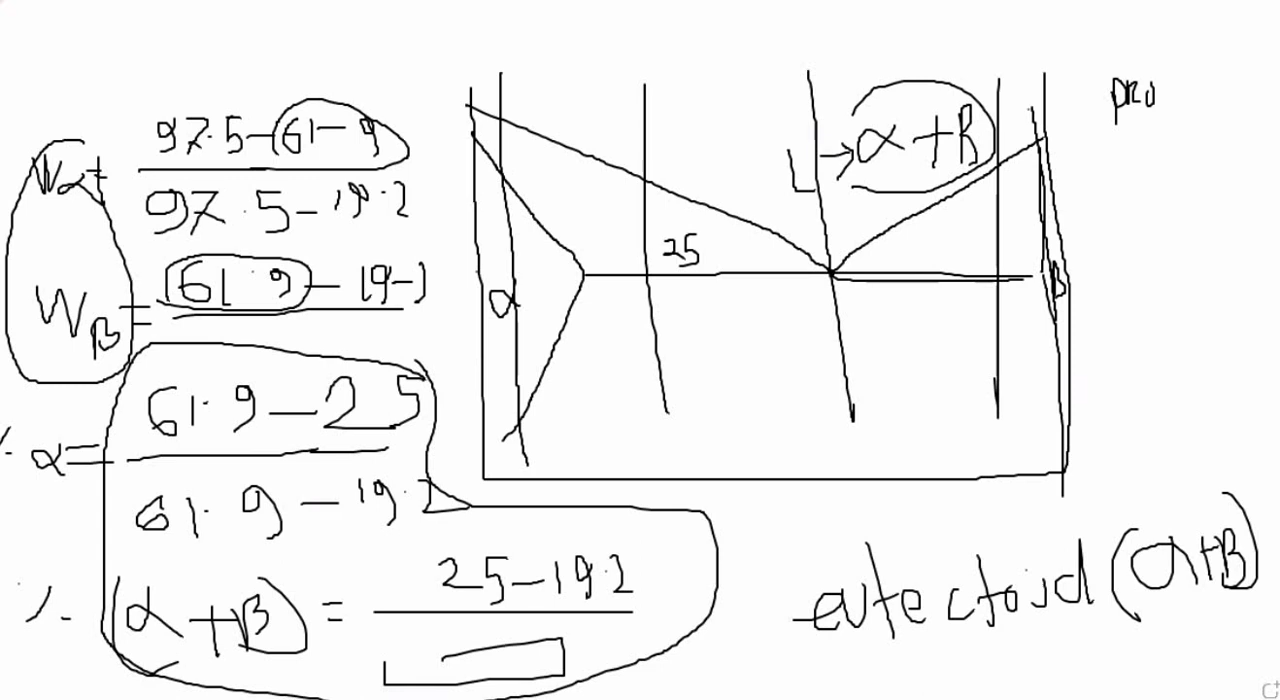 97.5-(61-9
Wα=
97.5-19.2
(61.9)-19-)
Wβ=
61.9-25
% α=
61.9-19.2
25-19.2
% (α+β) =
L→α+β
pro
25
α
β
eutectoid (α+β)